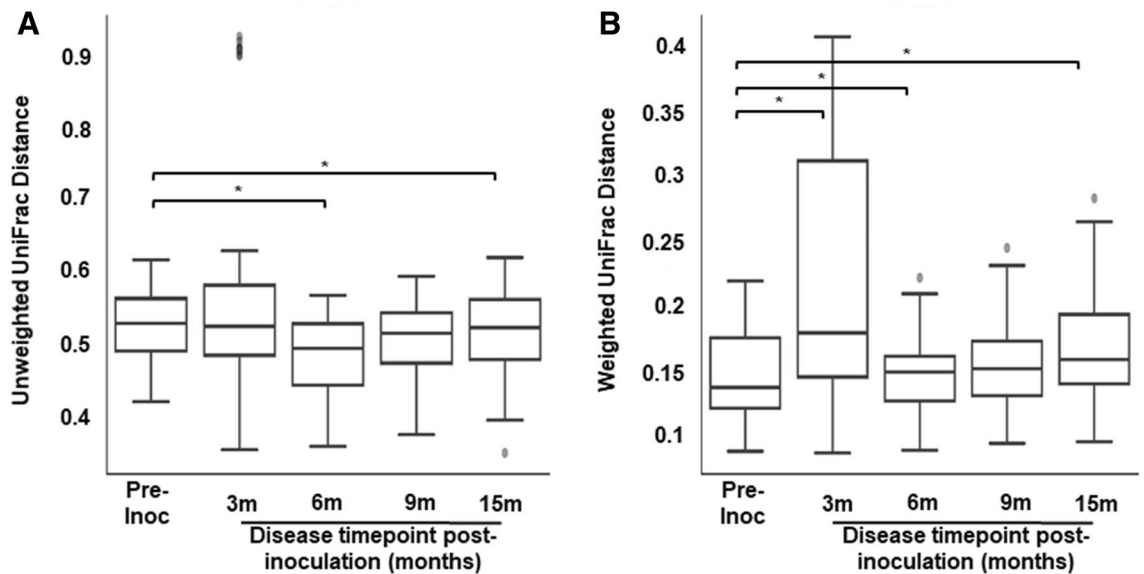 A
Unweighted UniFrac Distance
0.9
0.8
0.7
0.6
0.5
0.4
*
*
Pre-
Inoc
3m
6m
9m
15m
Disease timepoint post-
inoculation (months)
B
Weighted UniFrac Distance
0.4
0.35
0.3
0.25
0.2
0.15
0.1
*
*
*
Pre-
Inoc
3m
6m
9m
15m
Disease timepoint post-
inoculation (months)